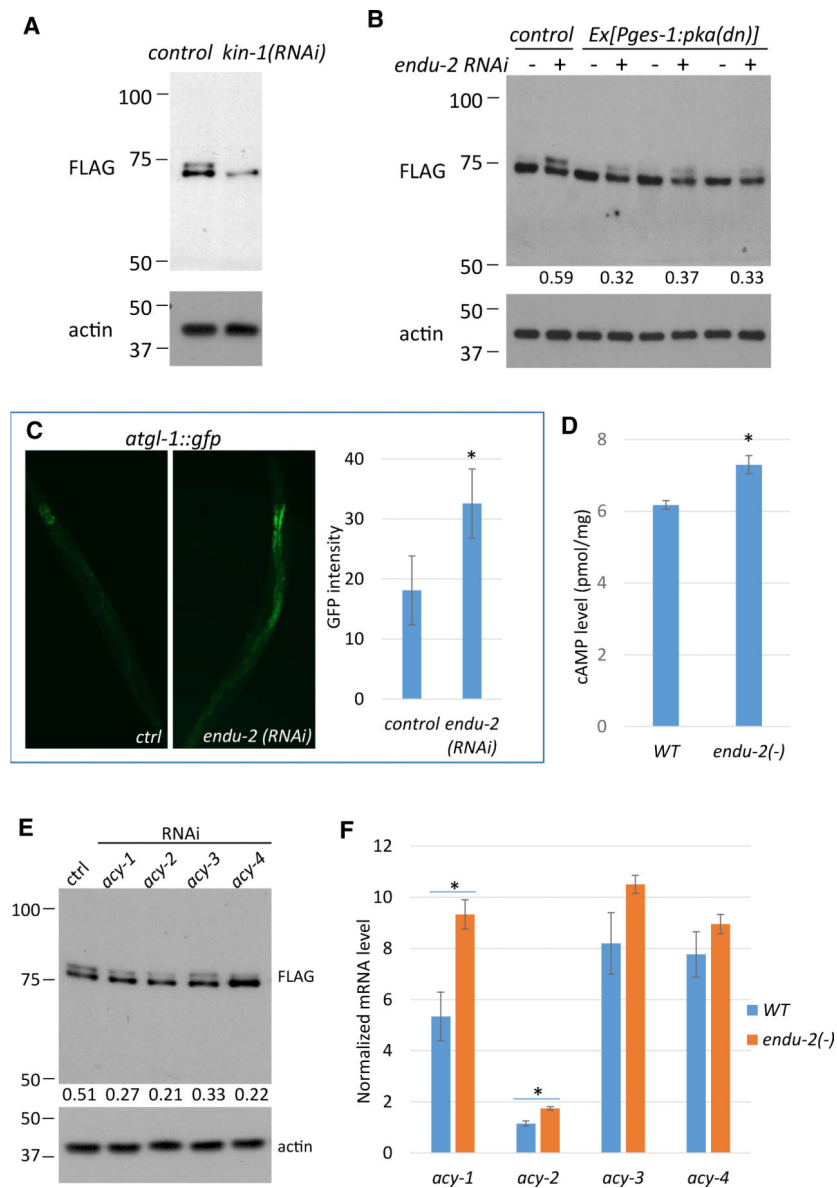 A
control kin-1(RNAi)
100
75
FLAG
50
50
actin
37
B
control Ex[Pges-1:pka(dn)]
endu-2 RNAi - + - + - + - +
100
75
FLAG
50
0.59 0.32 0.37 0.33
50
actin
37
C
atgl-1::gfp
ctrl
endu-2 (RNAi)
GFP intensity
40
30
20
10
0
*
control endu-2
(RNAi)
D
cAMP level (pmol/mg)
8
6
4
2
0
*
WT endu-2(-)
E
RNAi
ctrl acy-1 acy-2 acy-3 acy-4
100
75
FLAG
50
0.51 0.27 0.21 0.33 0.22
50
actin
37
F
Normalized mRNA level
12
10
8
6
4
2
0
*
*
WT
endu-2(-)
acy-1 acy-2 acy-3 acy-4